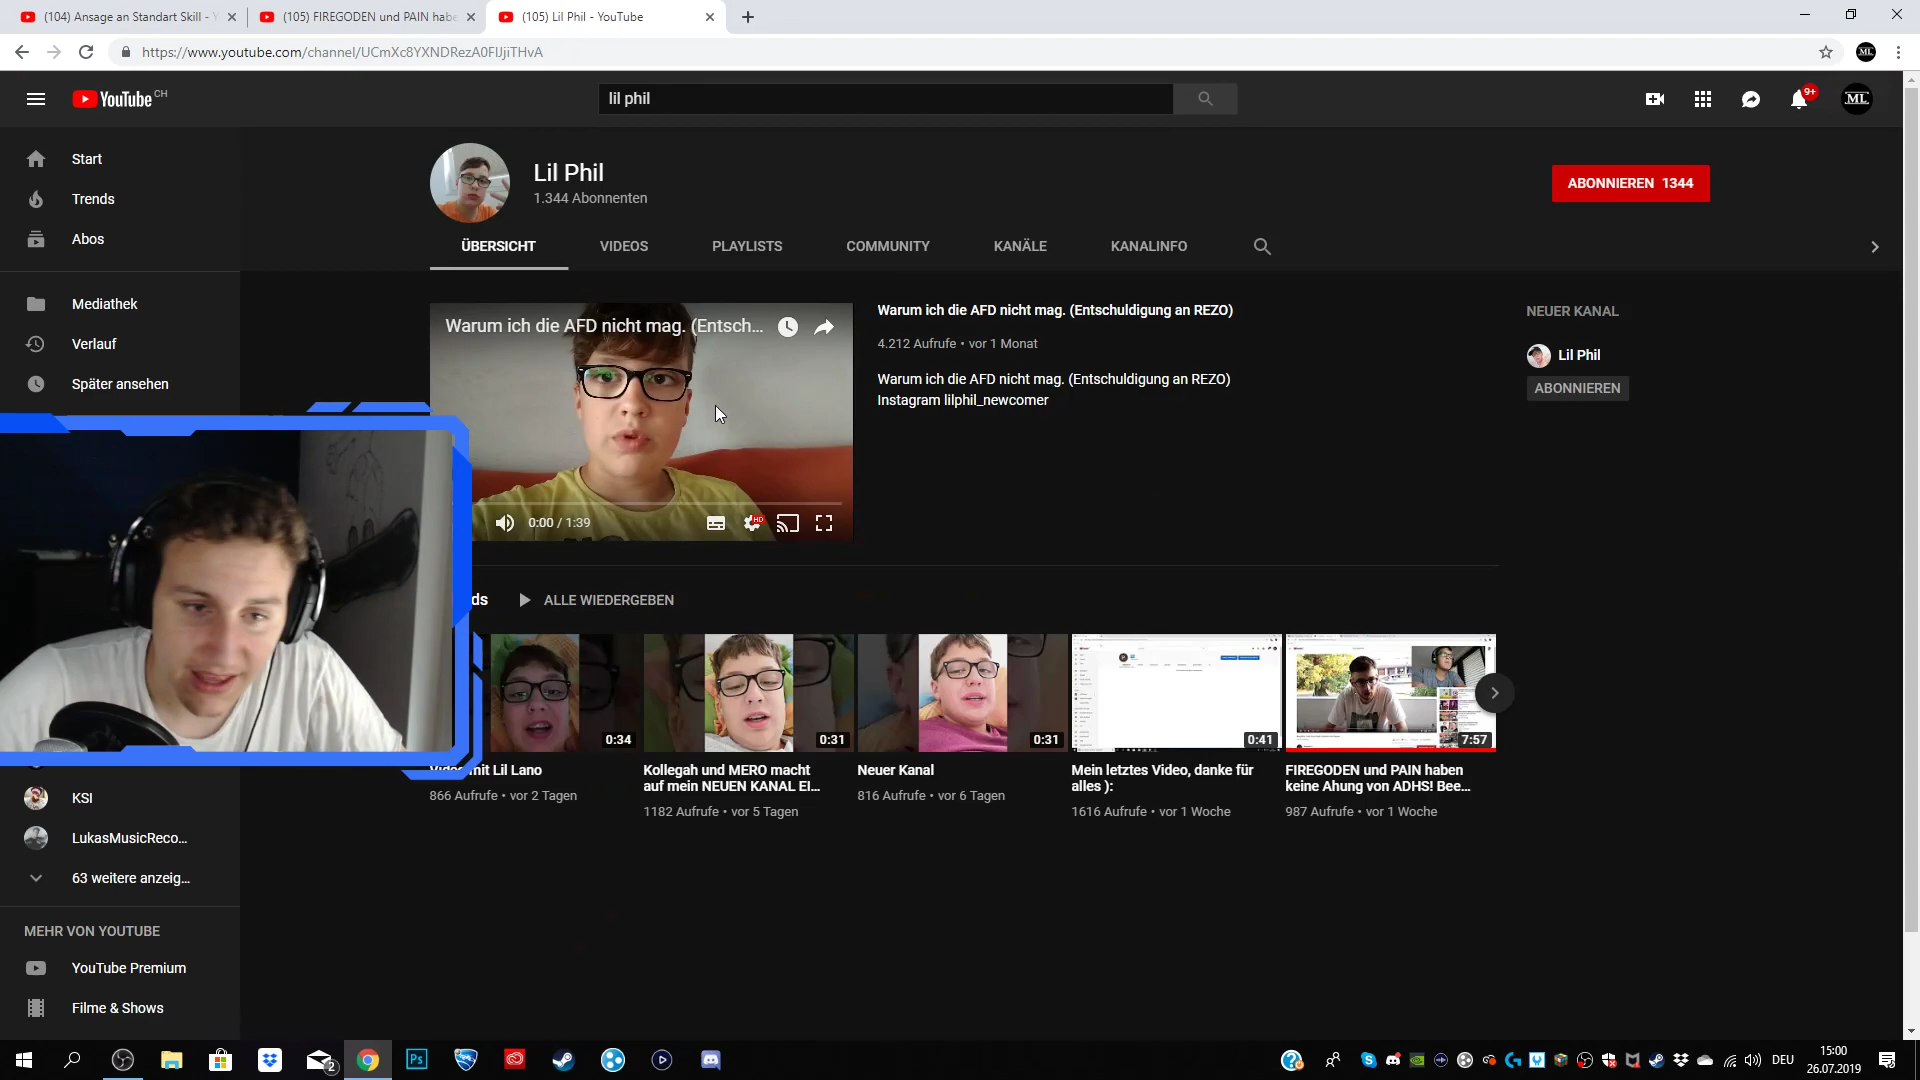 (104) Ansage an Standart Skill - Y
(105) FIREGODEN und PAIN habe
(105) Lil Phil - YouTube
https://www.youtube.com/channel/UCmXc8YXNDRezA0FlJjiTHvA
YouTube CH
lil phil
9+
ML
Start
Trends
Abos
Mediathek
Verlauf
Später ansehen
Lil Phil
1.344 Abonnenten
ABONNIEREN 1344
ÜBERSICHT
VIDEOS
PLAYLISTS
COMMUNITY
KANÄLE
KANALINFO
Warum ich die AFD nicht mag. (Entsch...
0:00 / 1:39
HD
Warum ich die AFD nicht mag. (Entschuldigung an REZO)
4.212 Aufrufe • vor 1 Monat
Warum ich die AFD nicht mag. (Entschuldigung an REZO)
Instagram lilphil_newcomer
NEUER KANAL
Lil Phil
ABONNIEREN
ds
ALLE WIEDERGEBEN
0:34
0:31
0:31
0:41
7:57
Video mit Lil Lano
866 Aufrufe • vor 2 Tagen
Kollegah und MERO macht
auf mein NEUEN KANAL EI...
1182 Aufrufe • vor 5 Tagen
Neuer Kanal
816 Aufrufe • vor 6 Tagen
Mein letztes Video, danke für
alles ):
1616 Aufrufe • vor 1 Woche
FIREGODEN und PAIN haben
keine Ahung von ADHS! Bee...
987 Aufrufe • vor 1 Woche
KSI
LukasMusicReco...
63 weitere anzeig...
MEHR VON YOUTUBE
YouTube Premium
Filme & Shows
2
Ps
DEU
15:00
26.07.2019